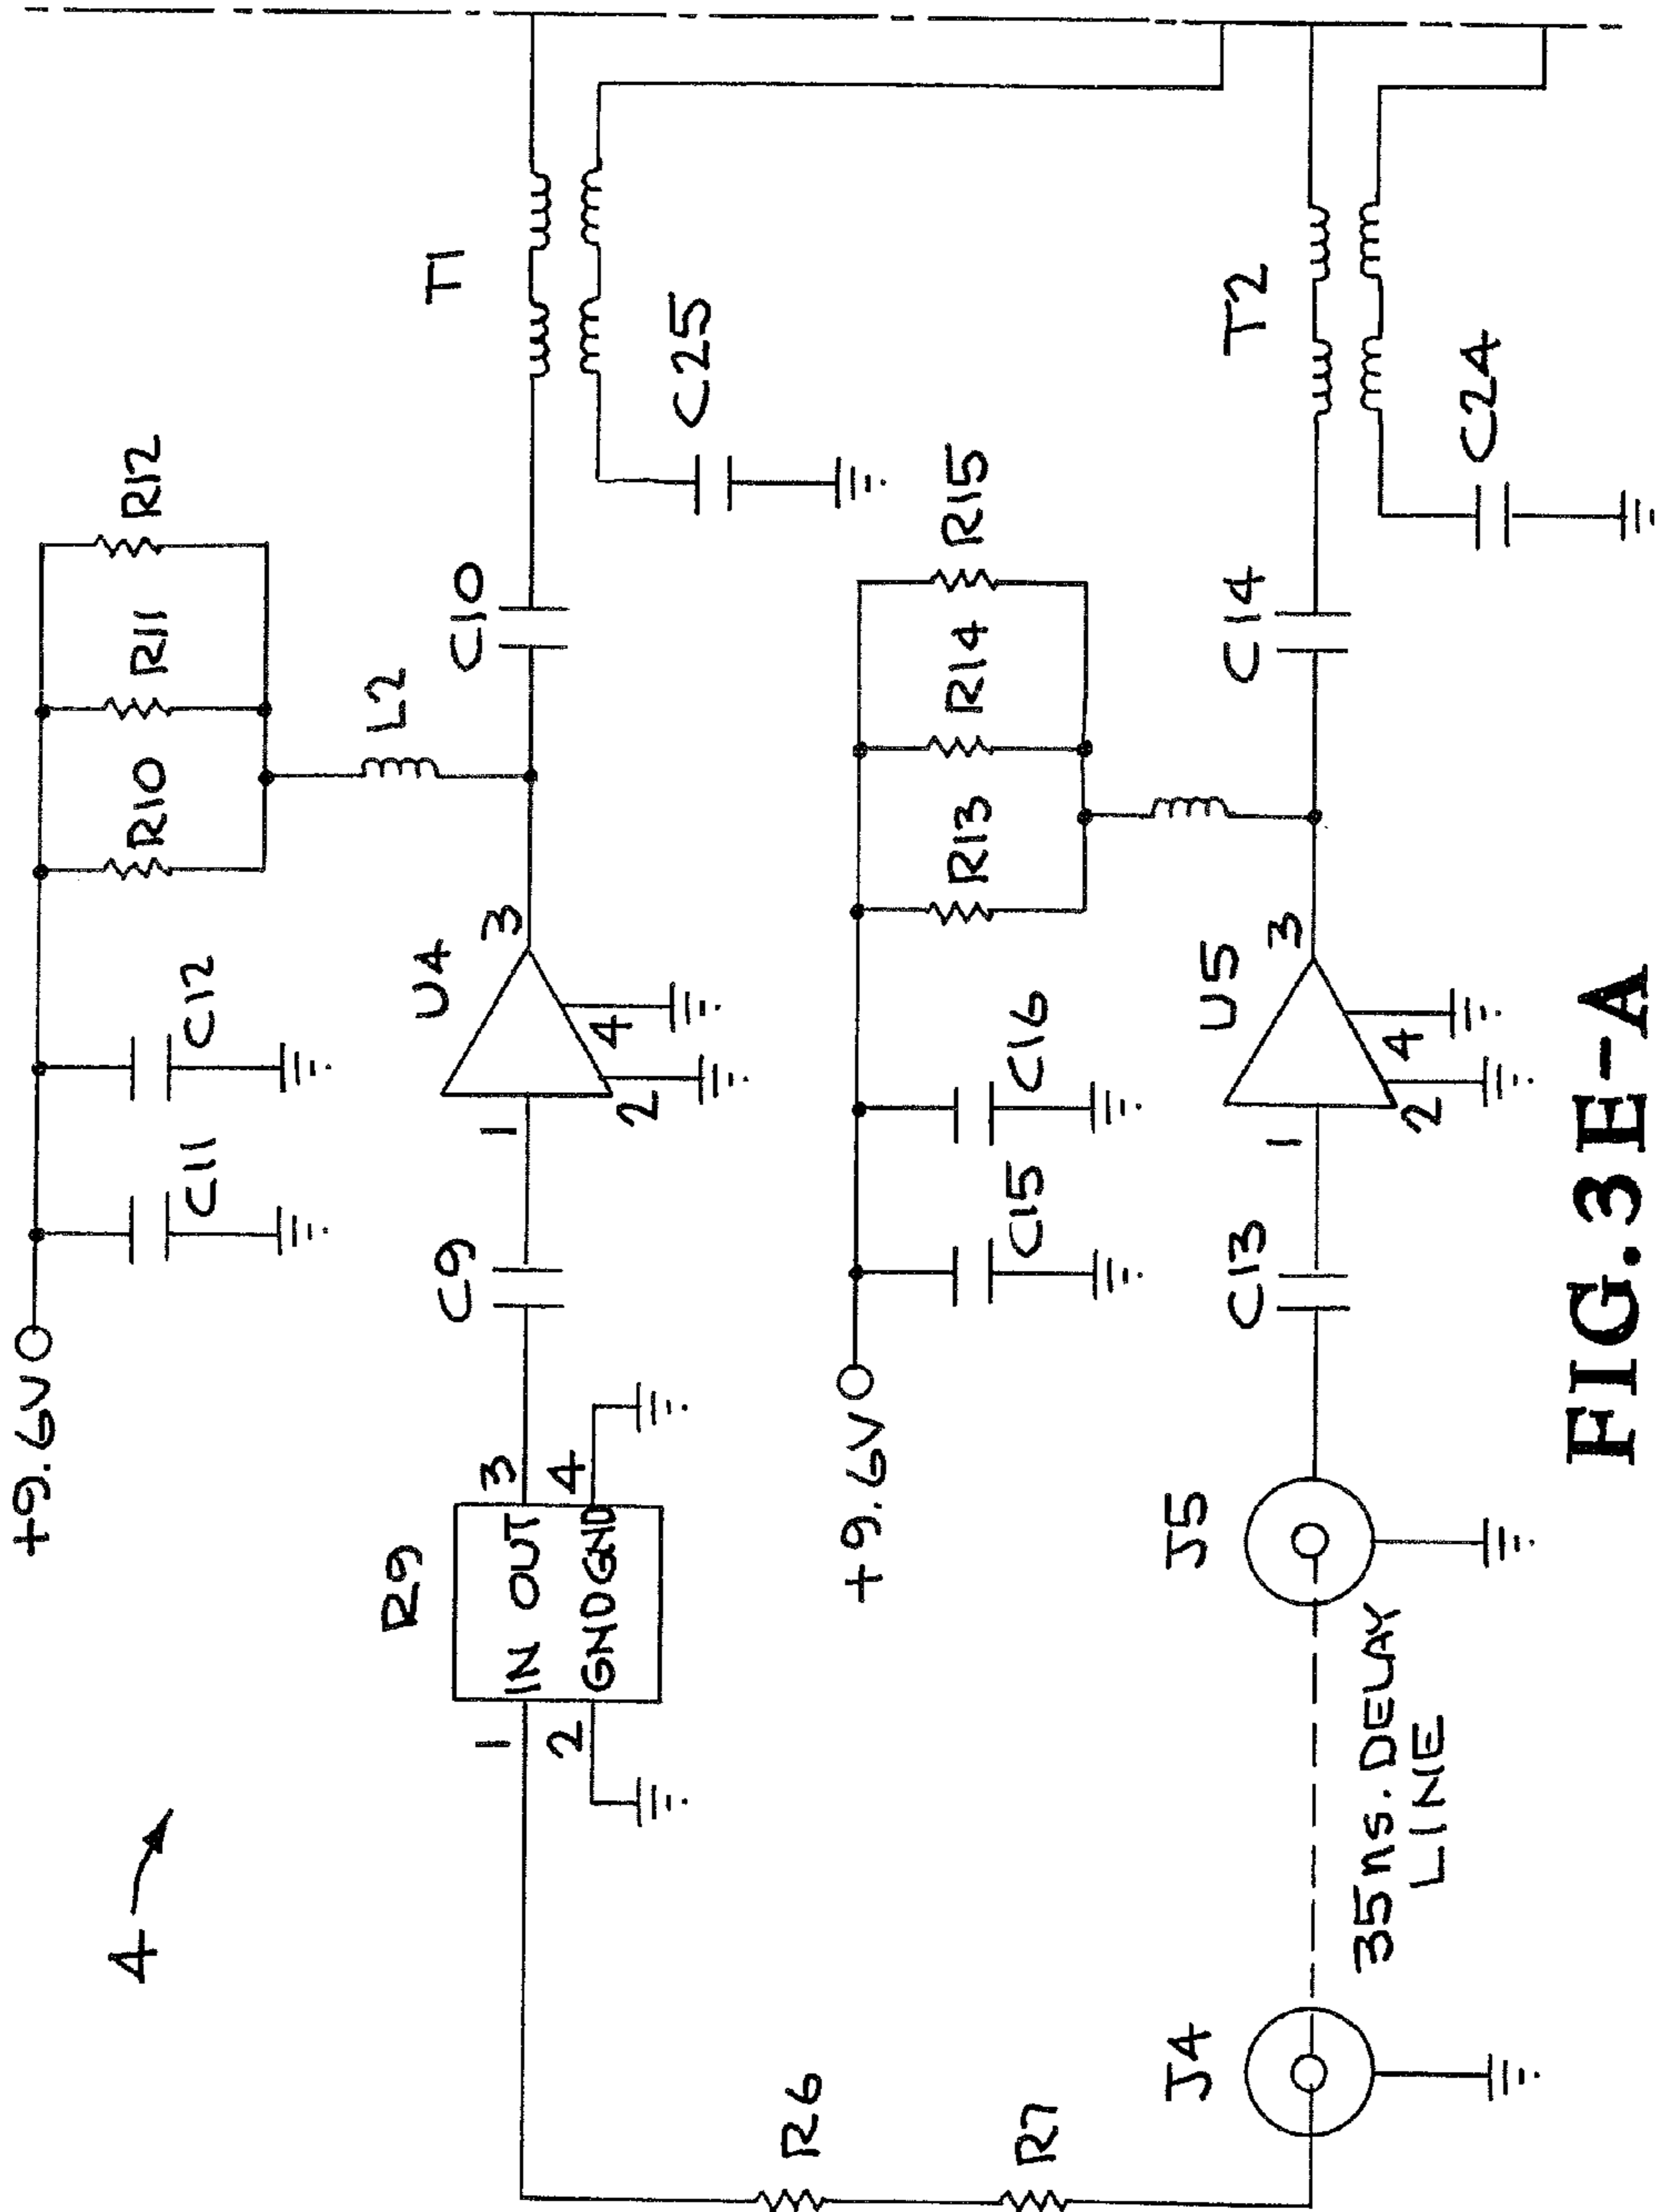 4
+9.6V
C11
C12
R10
R11
R12
L2
R9
1
IN OUT
3
2
GNDGND
4
C9
1
U4
3
2
4
C10
T1
C25
+9.6V
C15
C16
R13
R14
R15
R6
R7
J4
35ns. DELAY
LINE
J5
C13
1
U5
3
2
4
C14
T2
C24
FIG. 3E-A